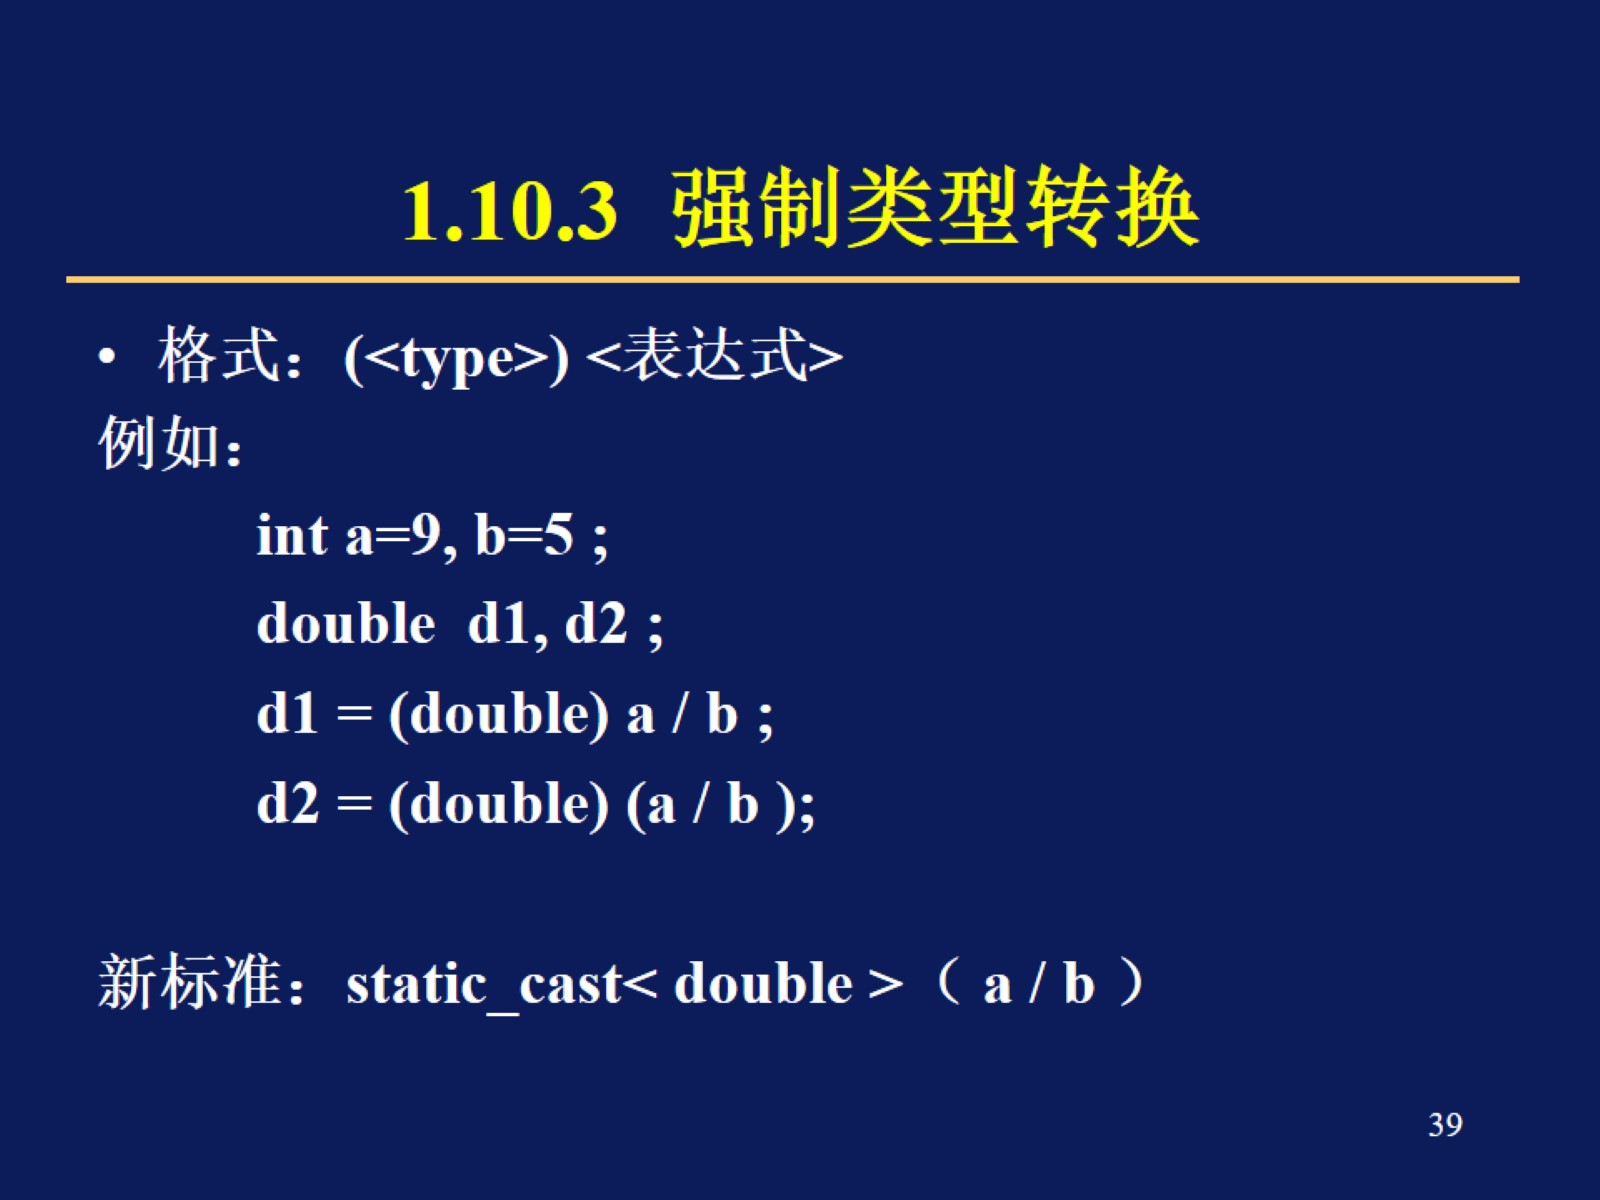 1.10.3 强制类型转换
• 格式：(<type>) <表达式>
例如：
int a=9, b=5 ;
double  d1, d2 ;
d1 = (double) a / b ;
d2 = (double) (a / b );
新标准：static_cast< double >（ a / b ）
39